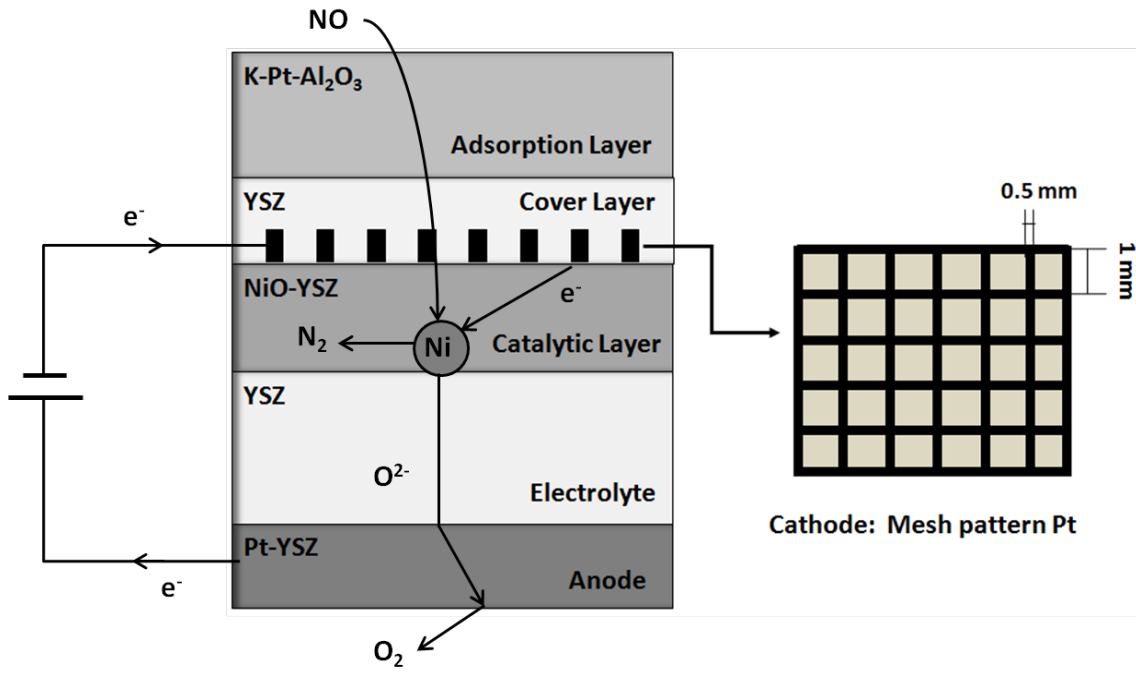 NO
K-Pt-Al₂O₃
Adsorption Layer
YSZ
Cover Layer
e⁻
NiO-YSZ
e⁻
N₂
Ni
Catalytic Layer
YSZ
O²⁻
Electrolyte
Pt-YSZ
Anode
e⁻
O₂
0.5 mm
1 mm
Cathode: Mesh pattern Pt